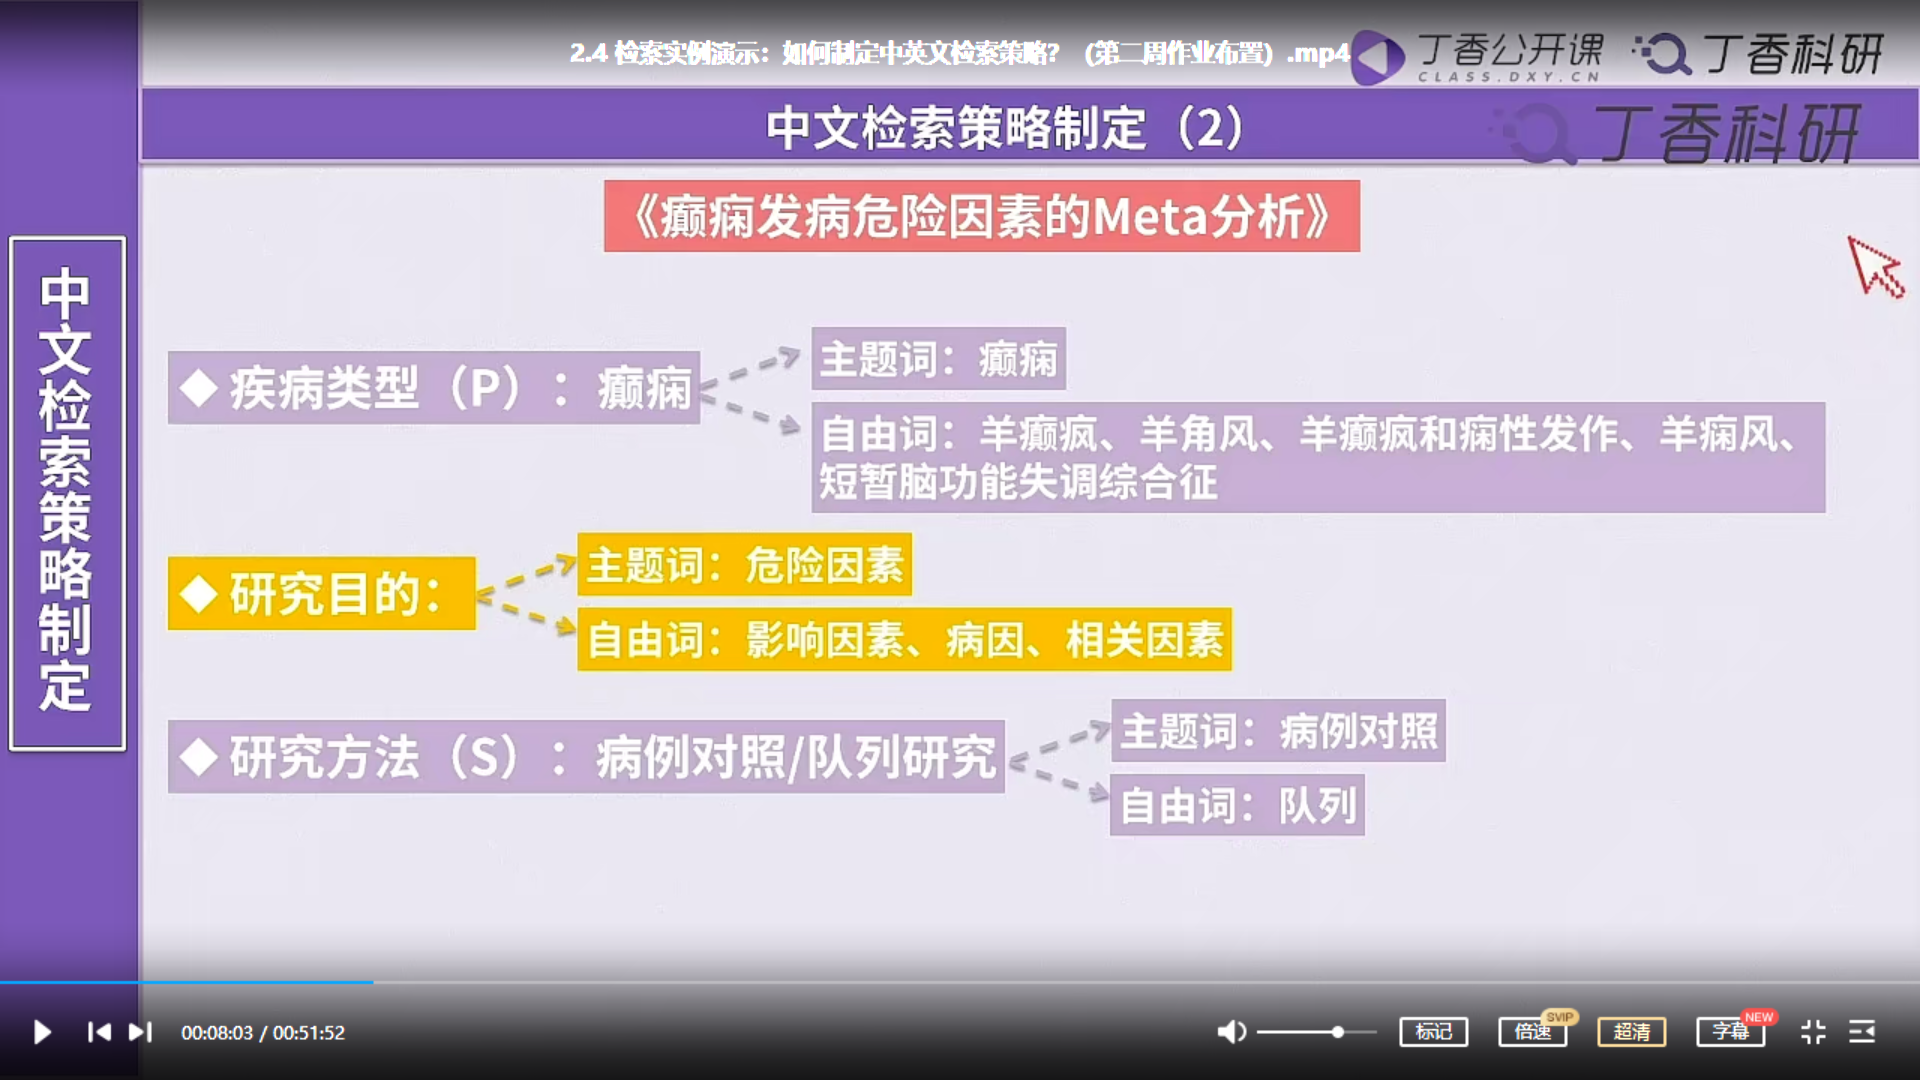 2.4 检索实例演示：如何制定中英文检索策略？（第二周作业布置）.mp4
丁香公开课
CLASS.DXY.CN
丁香科研
中文检索策略制定（2）
丁香科研
《癫痫发病危险因素的Meta分析》
中文检索策略制定
◆ 疾病类型（P）：癫痫
主题词：癫痫
自由词：羊癫疯、羊角风、羊癫疯和痫性发作、羊痫风、
短暂脑功能失调综合征
◆ 研究目的：
主题词：危险因素
自由词：影响因素、病因、相关因素
◆ 研究方法（S）：病例对照/队列研究
主题词：病例对照
自由词：队列
00:08:03 / 00:51:52
标记
倍速
SVIP
超清
字幕
NEW